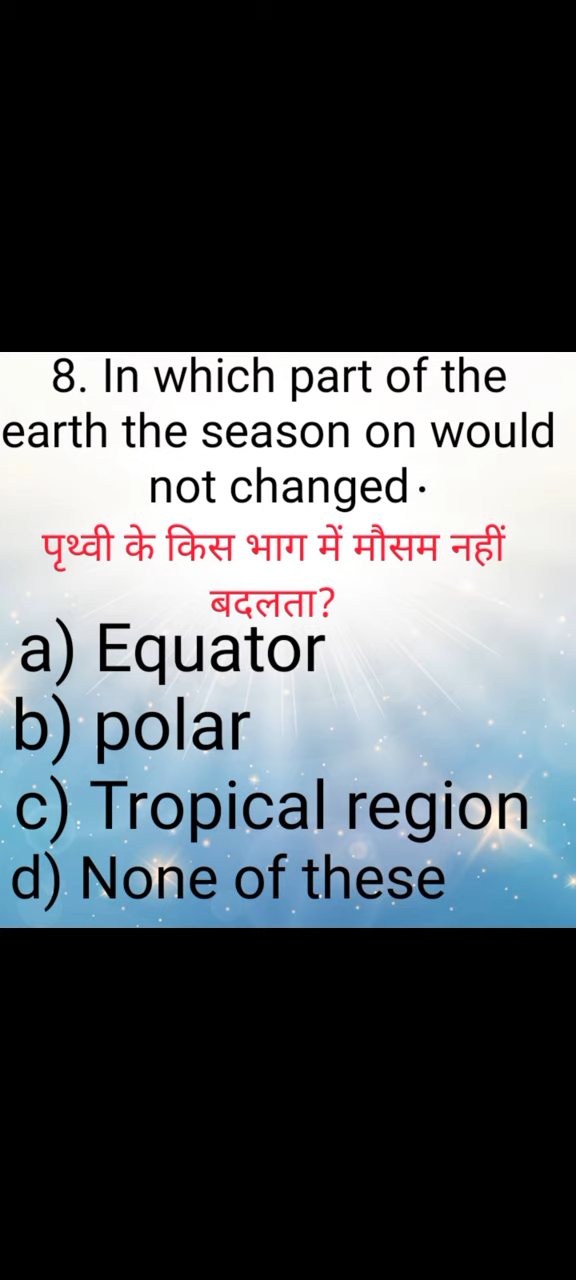 8. In which part of the
earth the season on would
not changed.
पृथ्वी के किस भाग में मौसम नहीं
बदलता?
a) Equator
b) polar
c) Tropical region
d) None of these